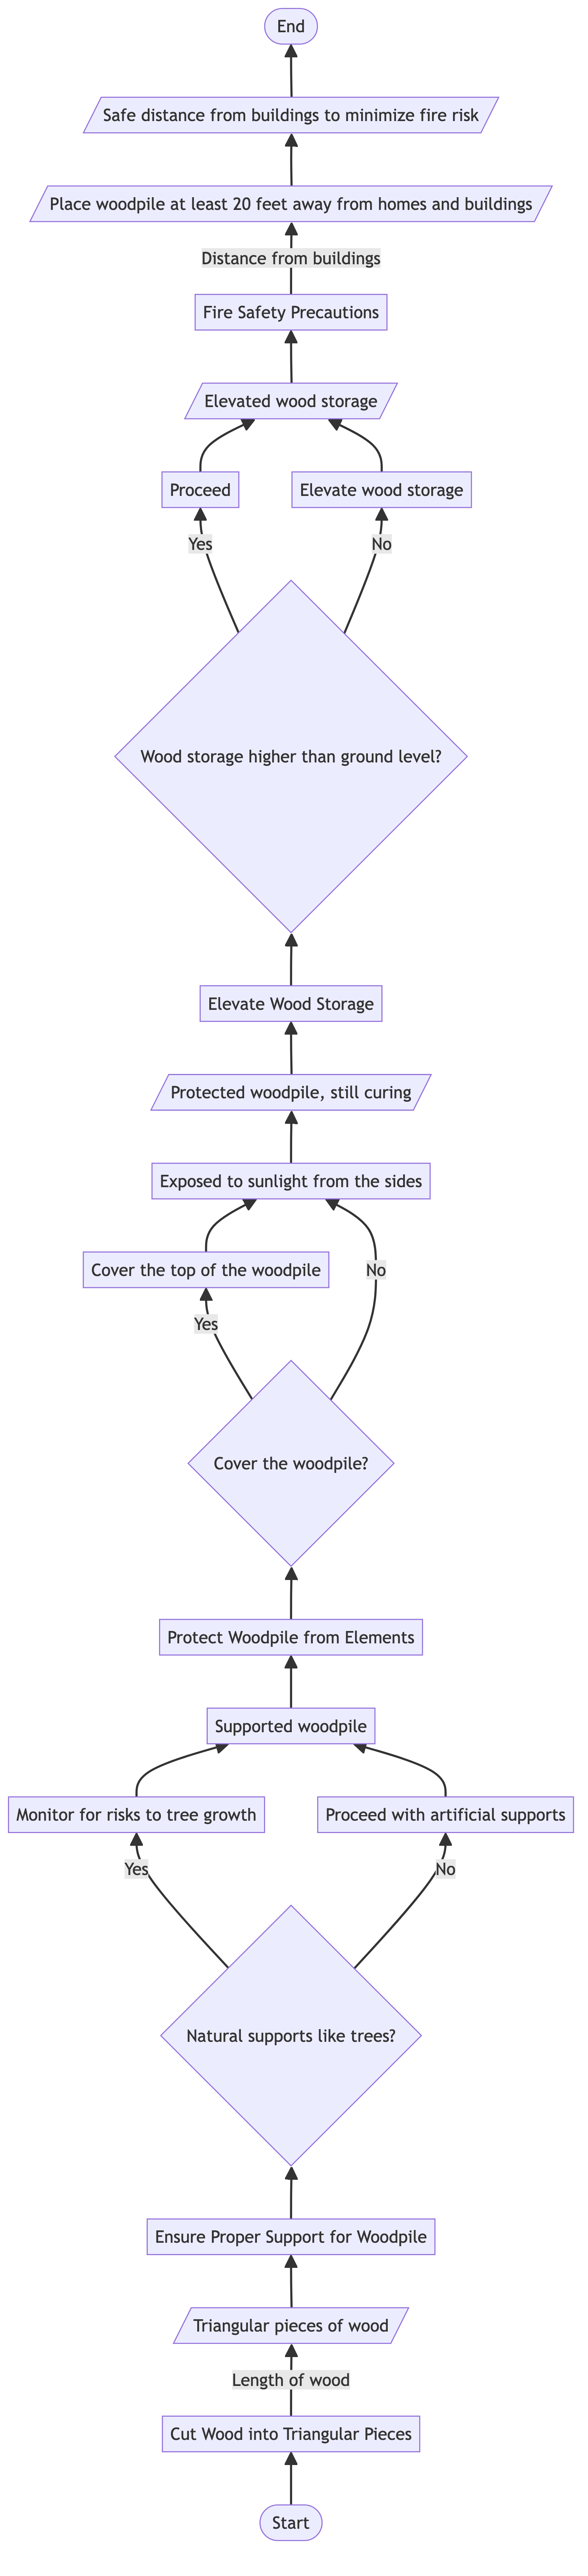 End
Safe distance from buildings to minimize fire risk
Place woodpile at least 20 feet away from homes and buildings
Distance from buildings
Fire Safety Precautions
Elevated wood storage
Proceed
Elevate wood storage
Yes
No
Wood storage higher than ground level?
Elevate Wood Storage
Protected woodpile, still curing
Exposed to sunlight from the sides
Cover the top of the woodpile
No
Yes
Cover the woodpile?
Protect Woodpile from Elements
Supported woodpile
Monitor for risks to tree growth
Proceed with artificial supports
Yes
No
Natural supports like trees?
Ensure Proper Support for Woodpile
Triangular pieces of wood
Length of wood
Cut Wood into Triangular Pieces
Start